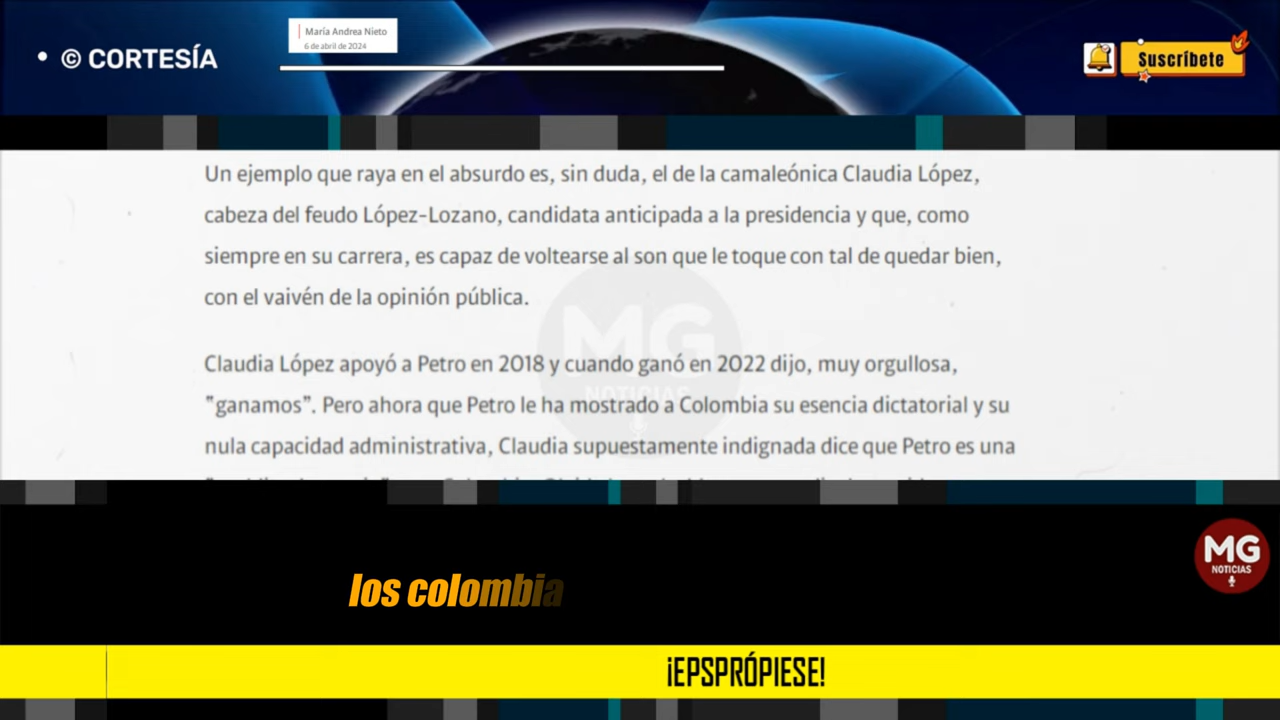 María Andrea Nieto
6 de abril de 2024
• © CORTESÍA
Suscríbete
Un ejemplo que raya en el absurdo es, sin duda, el de la camaleónica Claudia López,
cabeza del feudo López-Lozano, candidata anticipada a la presidencia y que, como
siempre en su carrera, es capaz de voltearse al son que le toque con tal de quedar bien,
con el vaivén de la opinión pública.
Claudia López apoyó a Petro en 2018 y cuando ganó en 2022 dijo, muy orgullosa,
"ganamos". Pero ahora que Petro le ha mostrado a Colombia su esencia dictatorial y su
nula capacidad administrativa, Claudia supuestamente indignada dice que Petro es una
MG
NOTICIAS
MG
NOTICIAS
los colombia
¡EPSPRÓPIESE!